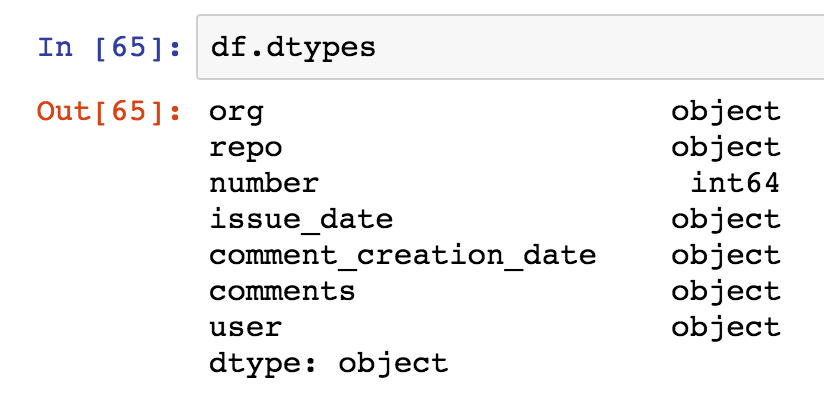 In [65]: df.dtypes
Out[65]: org object
repo object
number int64
issue_date object
comment_creation_date object
comments object
user object
dtype: object